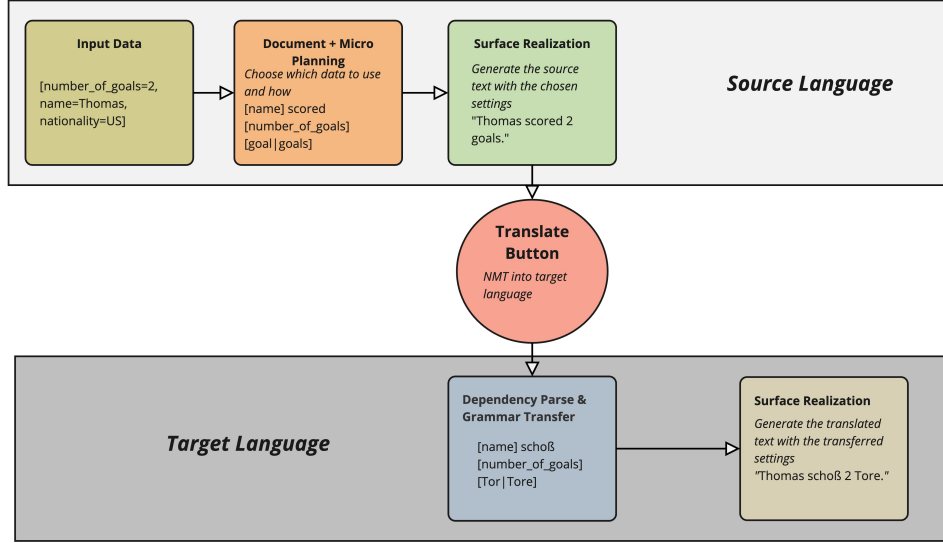 Input Data
[number_of_goals=2,
name=Thomas,
nationality=US]
Document + Micro
Planning
Choose which data to use
and how
[name] scored
[number_of_goals]
[goal|goals]
Surface Realization
Generate the source
text with the chosen
settings
"Thomas scored 2
goals."
Source Language
Translate
Button
NMT into target
language
Target Language
Dependency Parse &
Grammar Transfer
[name] schoß
[number_of_goals]
[Tor|Tore]
Surface Realization
Generate the translated
text with the transferred
settings
"Thomas schoß 2 Tore."